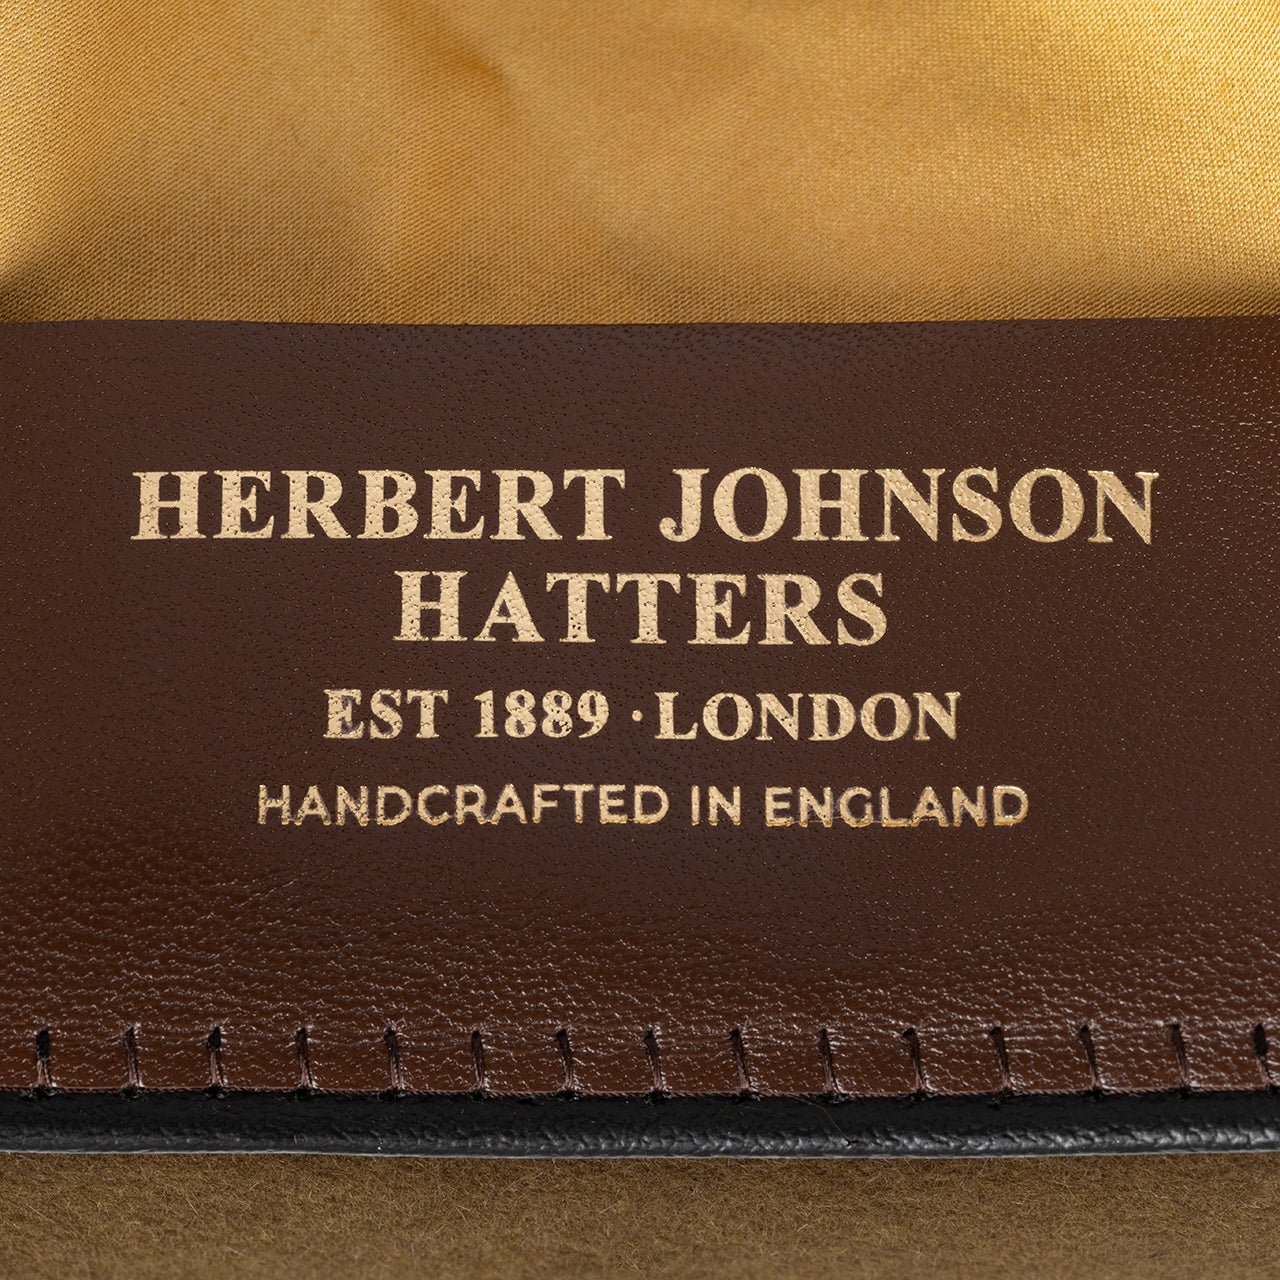 HERBERT JOHNSON
HATTERS
EST 1889 · LONDON
HANDCRAFTED IN ENGLAND